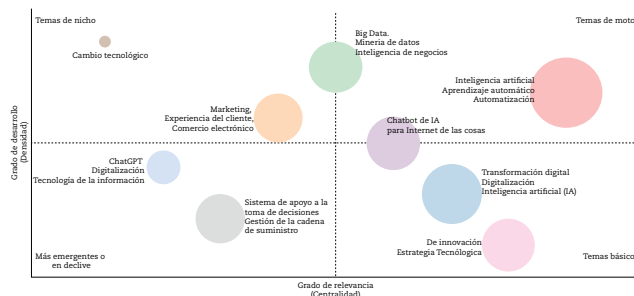 Temas de nicho
Temas de moto
Cambio tecnológico
Big Data.
Mineria de datos
Inteligencia de negocios
Inteligencia artificial
Aprendizaje automático
Automatización
Marketing,
Experiencia del cliente,
Comercio electrónico
Chatbot de IA
para Internet de las cosas
Grado de desarrollo
(Densidad)
ChatGPT
Digitalización
Tecnología de la información
Transformación digital
Digitalización
Inteligencia artificial (IA)
Sistema de apoyo a la
toma de decisiones
Gestión de la cadena
de suministro
De innovación
Estrategia Tecnólogica
Más emergentes o
en declive
Temas básico
Grado de relevancia
(Centralidad)